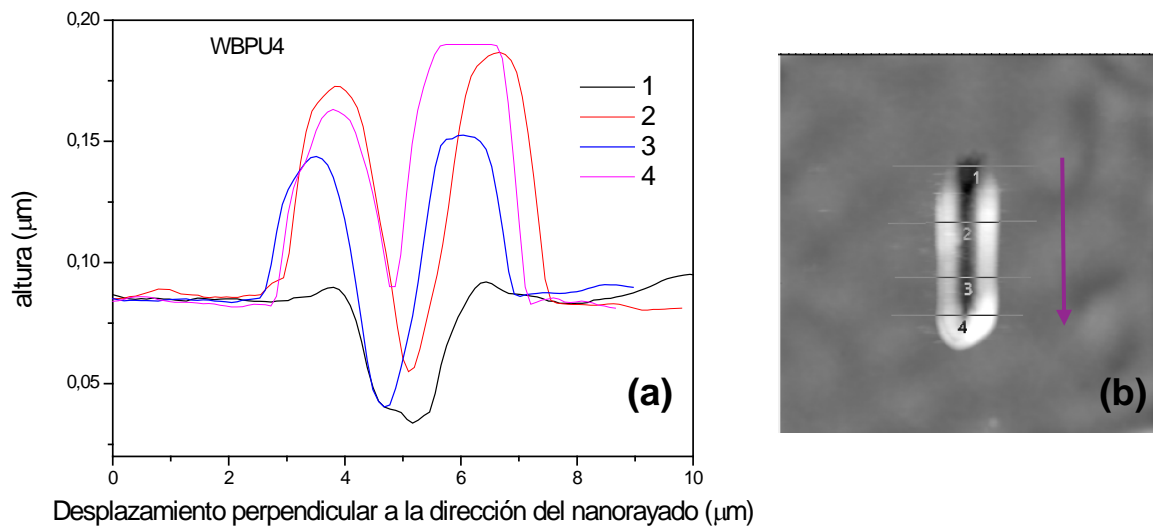 0,20
WBPU4
1
2
3
4
0,15
0,10
0,05
altura (μm)
(a)
0 2 4 6 8 10
Desplazamiento perpendicular a la dirección del nanorayado (μm)
1
2
3
4
(b)